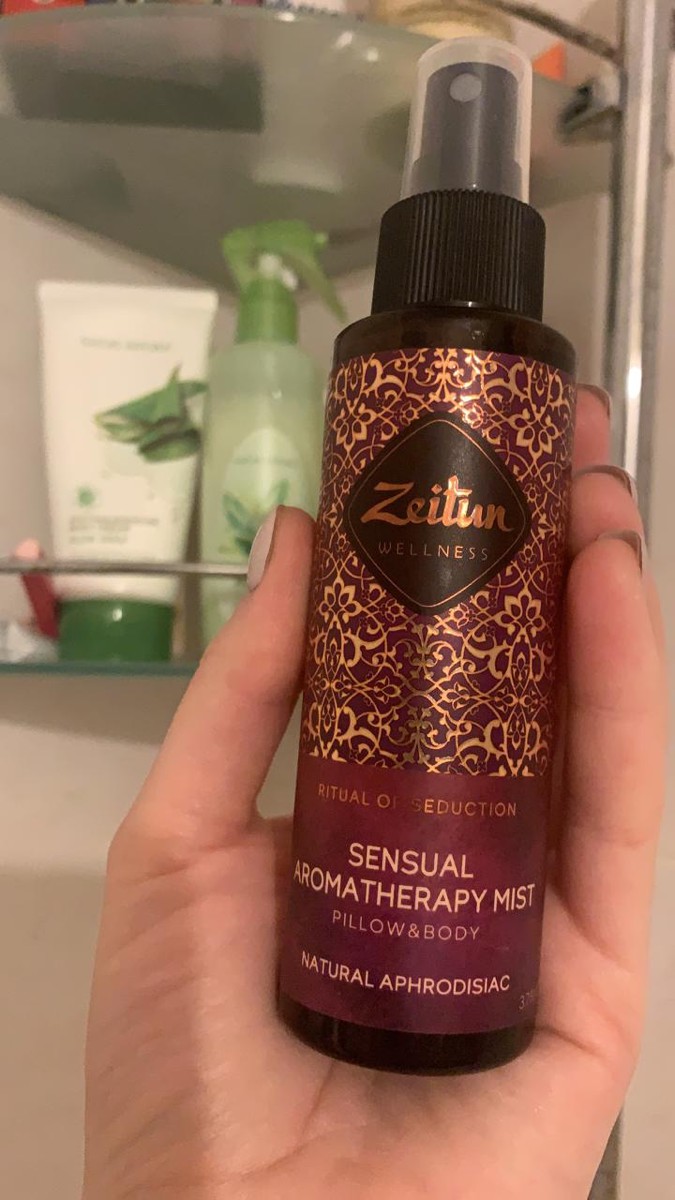 Zeitun
WELLNESS
RITUAL OF SEDUCTION
SENSUAL
AROMATHERAPY MIST
PILLOW&BODY
NATURAL APHRODISIAC